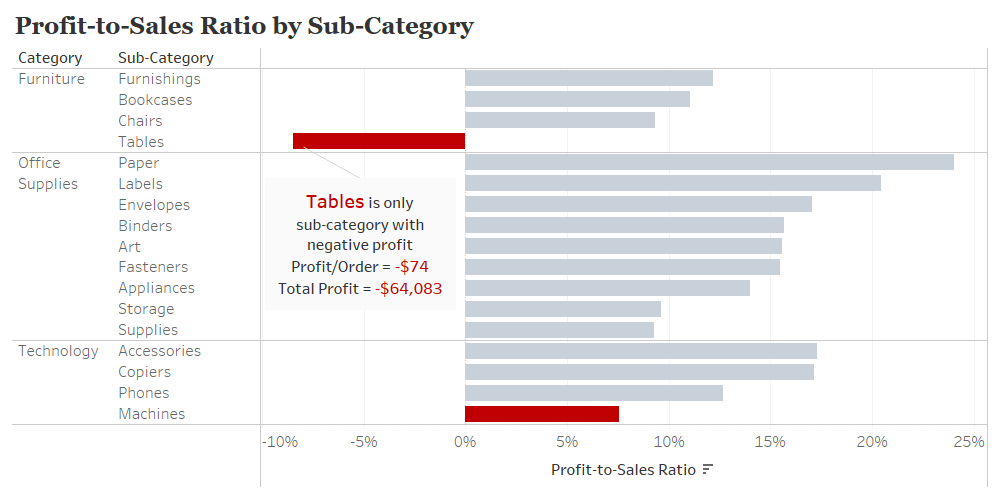 Profit-to-Sales Ratio by Sub-Category
Category Sub-Category
Furniture Furnishings
Bookcases
Chairs
Tables
Office Paper
Supplies Labels
Envelopes
Binders
Art
Fasteners
Appliances
Storage
Supplies
Technology Accessories
Copiers
Phones
Machines
Tables is only
sub-category with
negative profit
Profit/Order = -$74
Total Profit = -$64,083
-10% -5% 0% 5% 10% 15% 20% 25%
Profit-to-Sales Ratio